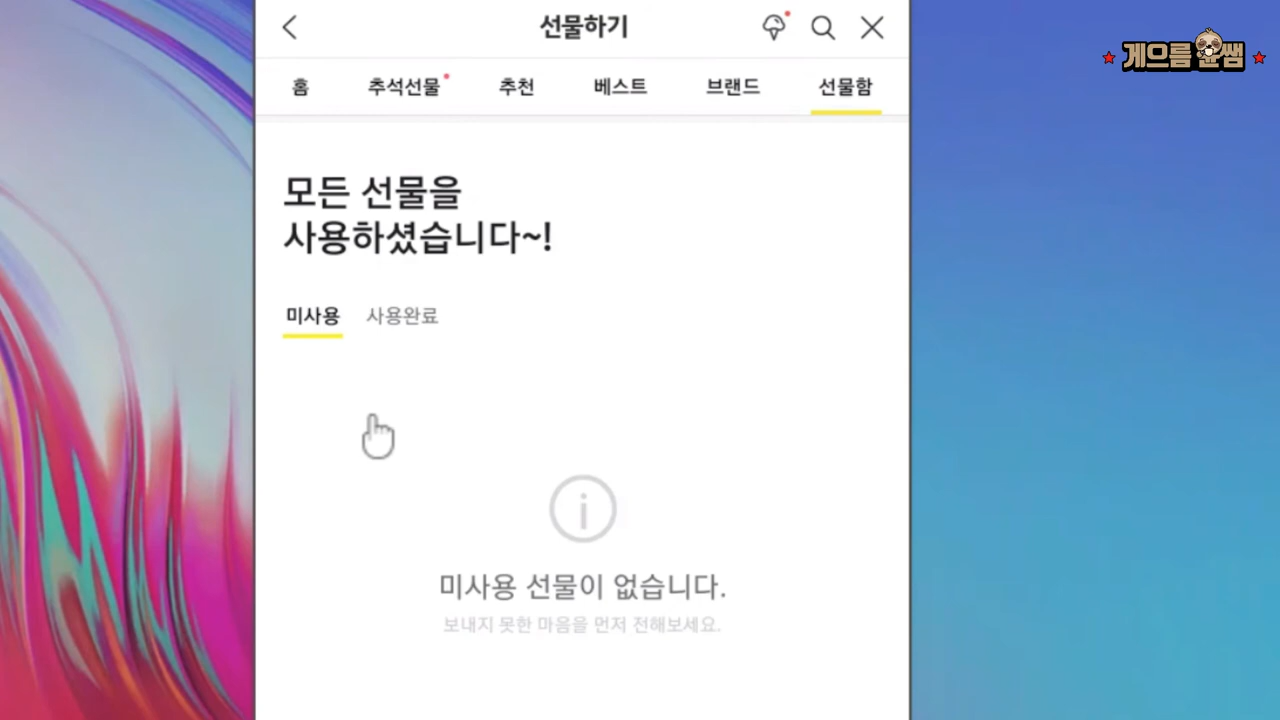 선물하기
홈 추석선물 추천 베스트 브랜드 선물함
모든 선물을
사용하셨습니다~!
미사용 사용완료
미사용 선물이 없습니다.
보내지 못한 마음을 먼저 전해보세요.
게으름 쌤